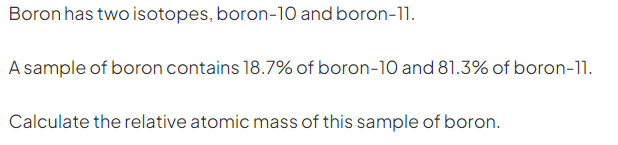 Boron has two isotopes, boron-10 and boron-11.
A sample of boron contains 18.7% of boron-10 and 81.3% of boron-11.
Calculate the relative atomic mass of this sample of boron.